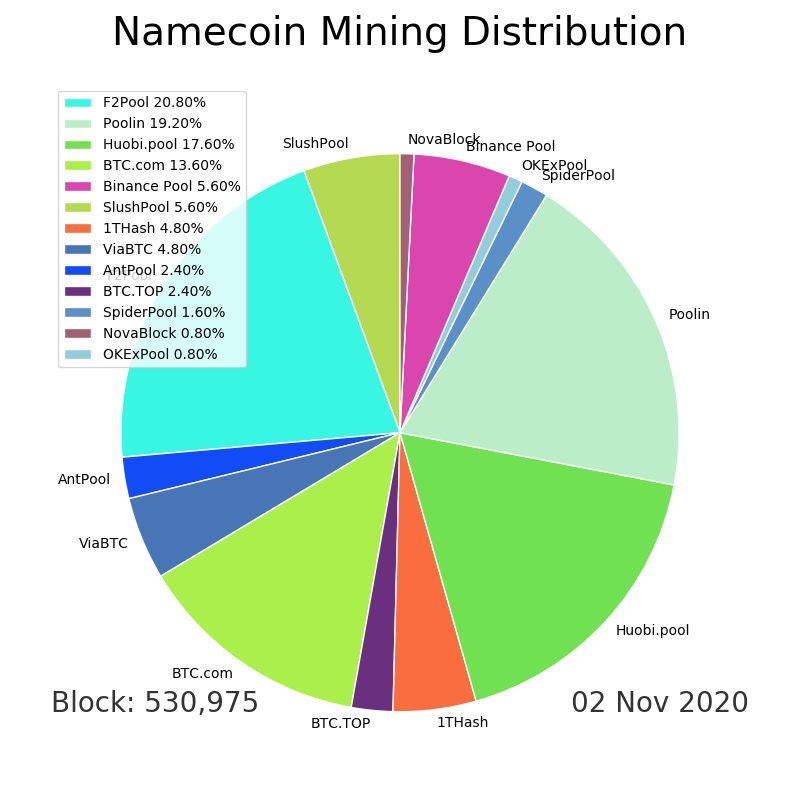 Namecoin Mining Distribution
F2Pool 20.80%
Poolin 19.20%
Huobi.pool 17.60%
BTC.com 13.60%
Binance Pool 5.60%
SlushPool 5.60%
1THash 4.80%
ViaBTC 4.80%
AntPool 2.40%
BTC.TOP 2.40%
SpiderPool 1.60%
NovaBlock 0.80%
OKExPool 0.80%
SlushPool
NovaBlock
Binance Pool
OKExPool
SpiderPool
F2Pool
Poolin
AntPool
ViaBTC
Huobi.pool
BTC.com
BTC.TOP
1THash
Block: 530,975
02 Nov 2020